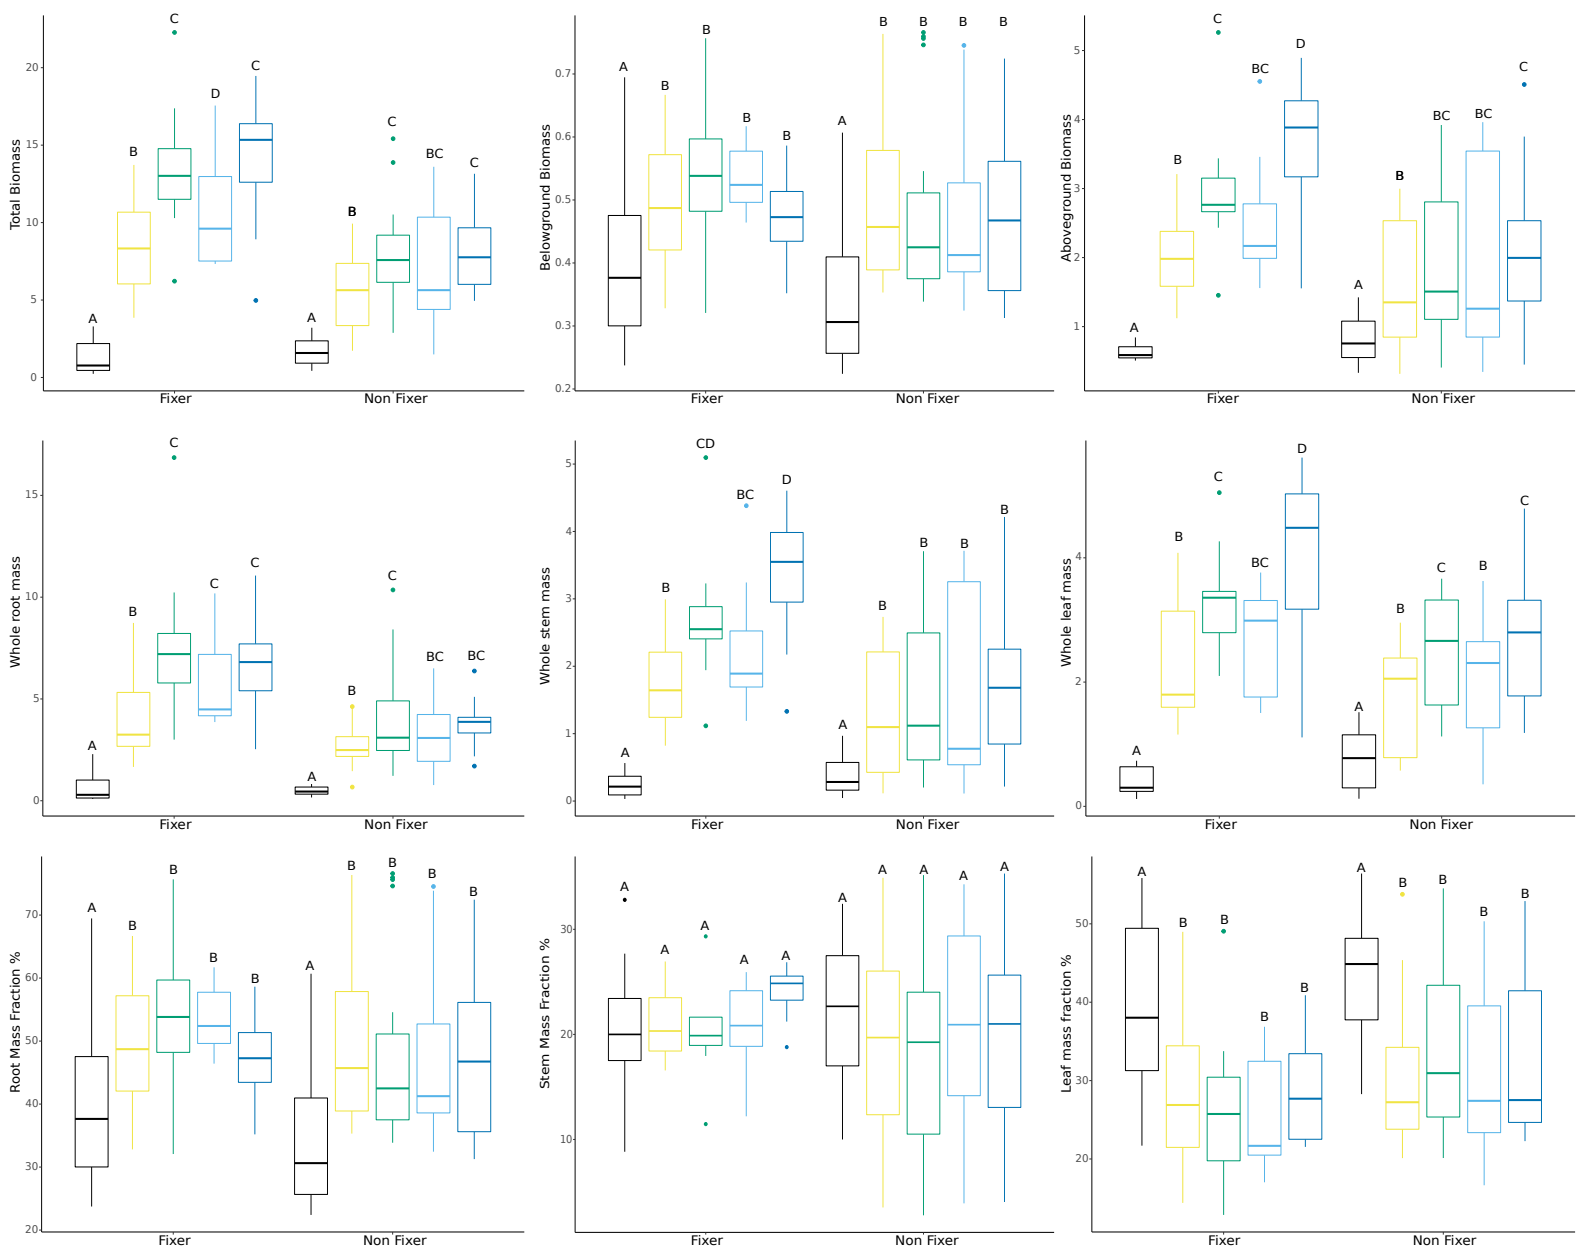 C
20
C
D
B
15
C
BC
C
B
10
5
A
A
0
Total Biomass
Fixer
Non Fixer
B
B
B
B
B
0.7
A
B
B
B
A
0.6
0.5
0.4
0.3
0.2
Belowground Biomass
Fixer
Non Fixer
C
D
5
BC
C
4
BC
BC
B
B
3
2
A
A
1
Aboveground Biomass
Fixer
Non Fixer
C
15
10
C
C
C
B
BC
BC
B
5
A
A
0
Whole root mass
Fixer
Non Fixer
CD
5
D
BC
B
4
B
B
3
B
B
2
1
A
A
0
Whole stem mass
Fixer
Non Fixer
D
C
C
B
4
BC
C
B
B
2
A
A
0
Whole leaf mass
Fixer
Non Fixer
B
B
B
B
B
A
70
B
B
B
A
60
50
40
30
20
Root Mass Fraction %
Fixer
Non Fixer
A
A
A
A
A
A
30
A
A
A
A
20
10
Stem Mass Fraction %
Fixer
Non Fixer
A
A
B
B
B
B
B
B
50
B
B
40
30
20
Leaf mass fraction %
Fixer
Non Fixer